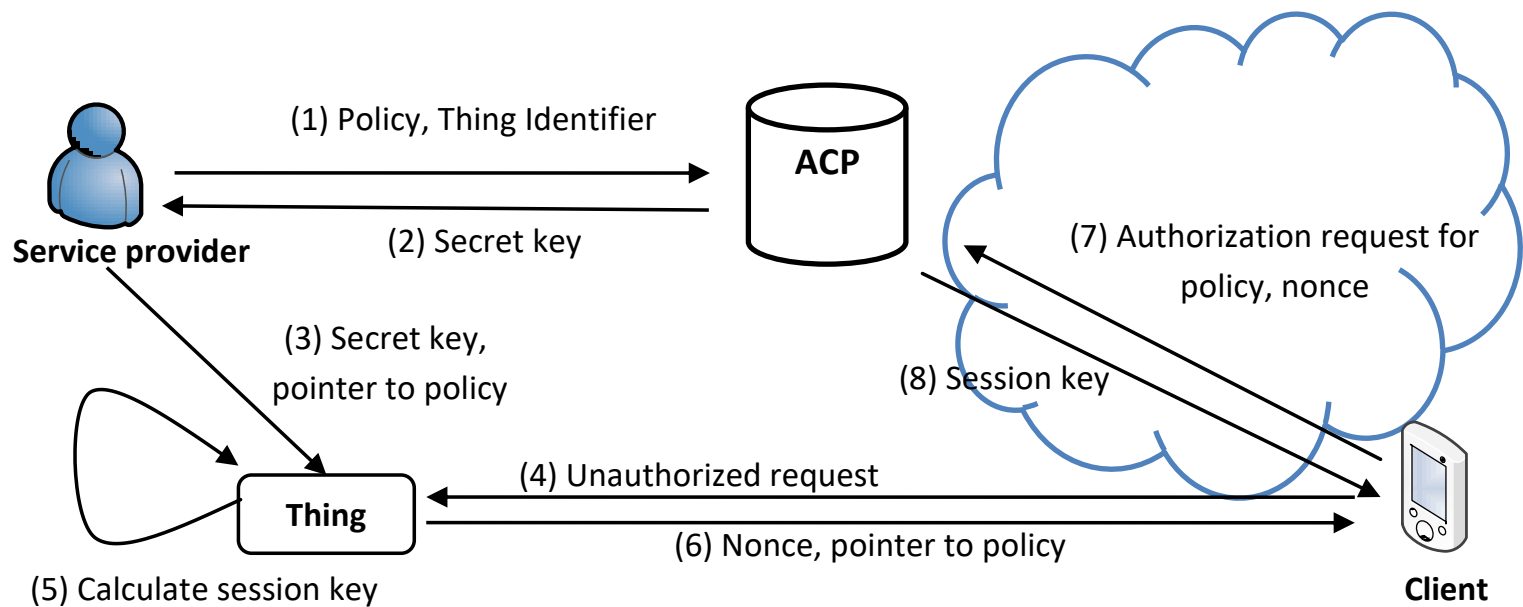 (1) Policy, Thing Identifier
ACP
(2) Secret key
Service provider
(7) Authorization request for
policy, nonce
(3) Secret key,
pointer to policy
(8) Session key
(4) Unauthorized request
Thing
(6) Nonce, pointer to policy
(5) Calculate session key
Client